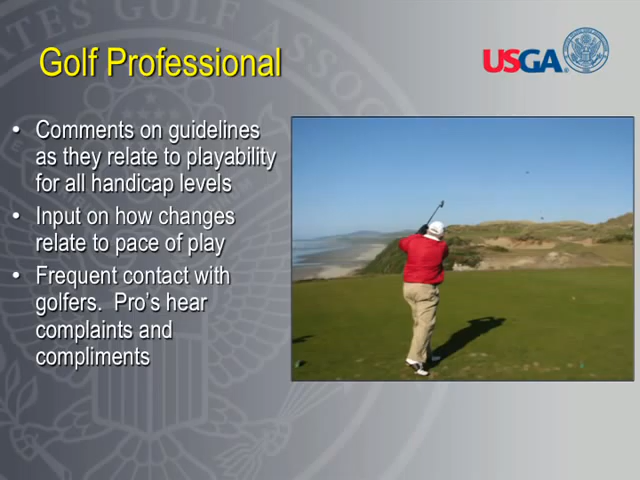 Golf Professional
USGA
• Comments on guidelines
as they relate to playability
for all handicap levels
• Input on how changes
relate to pace of play
• Frequent contact with
golfers. Pro's hear
complaints and
compliments